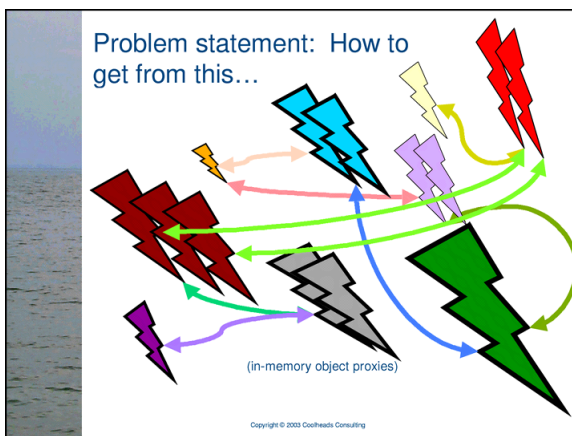 Problem statement:  How to
get from this…
(in-memory object proxies)
Copyright © 2003 Coolheads Consulting